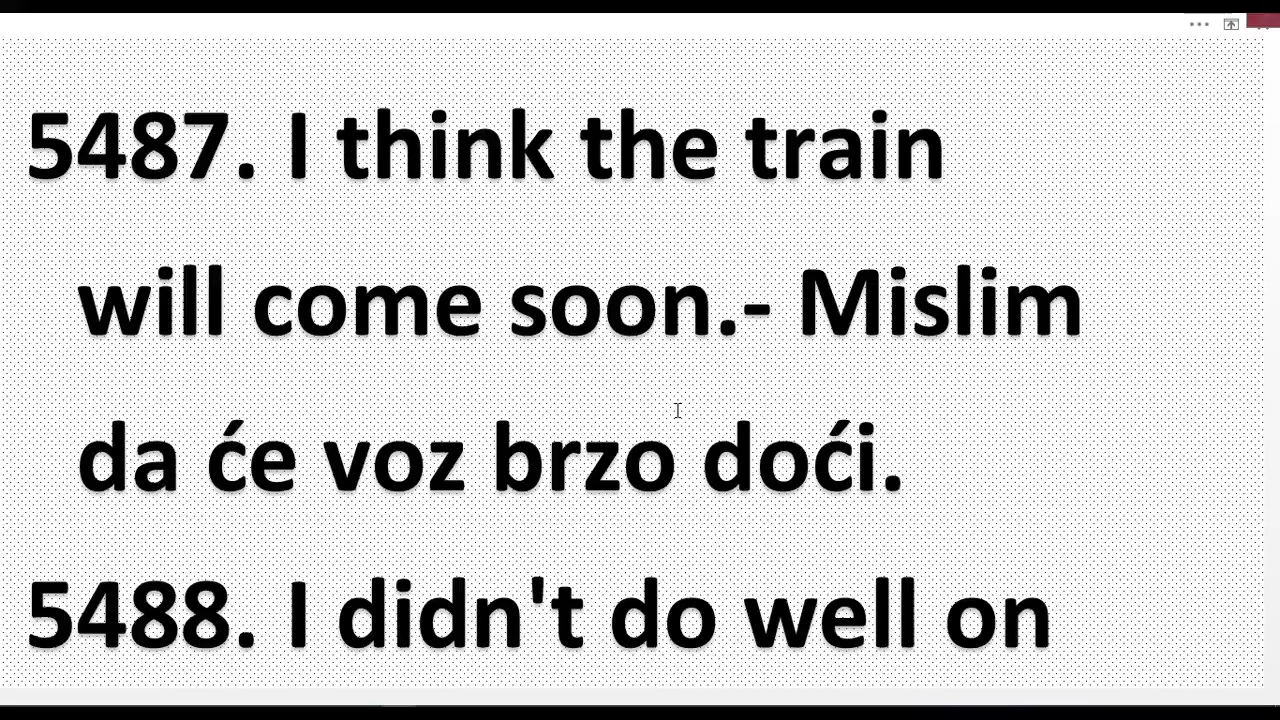 5487. I think the train
will come soon.- Mislim
da će voz brzo doći.
5488. I didn't do well on